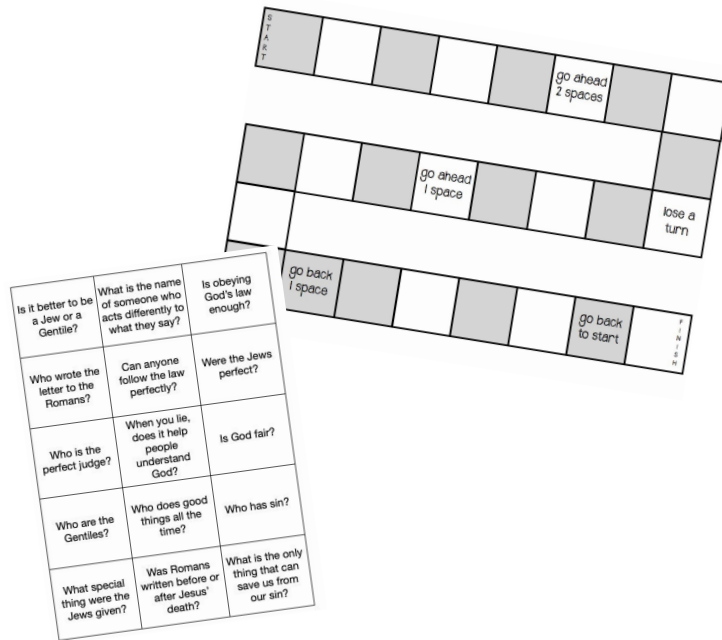 START
go ahead
2 spaces
go ahead
1 space
lose a
turn
go back
1 space
go back
to start
FINISH
Is it better to be
a Jew or a
Gentile?
What is the name
of someone who
acts differently to
what they say?
Is obeying
God's law
enough?
Who wrote the
letter to the
Romans?
Can anyone
follow the law
perfectly?
Were the Jews
perfect?
Who is the
perfect judge?
When you lie,
does it help
people
understand
God?
Is God fair?
Who are the
Gentiles?
Who does good
things all the
time?
Who has sin?
What special
thing were the
Jews given?
Was Romans
written before or
after Jesus'
death?
What is the only
thing that can
save us from
our sin?